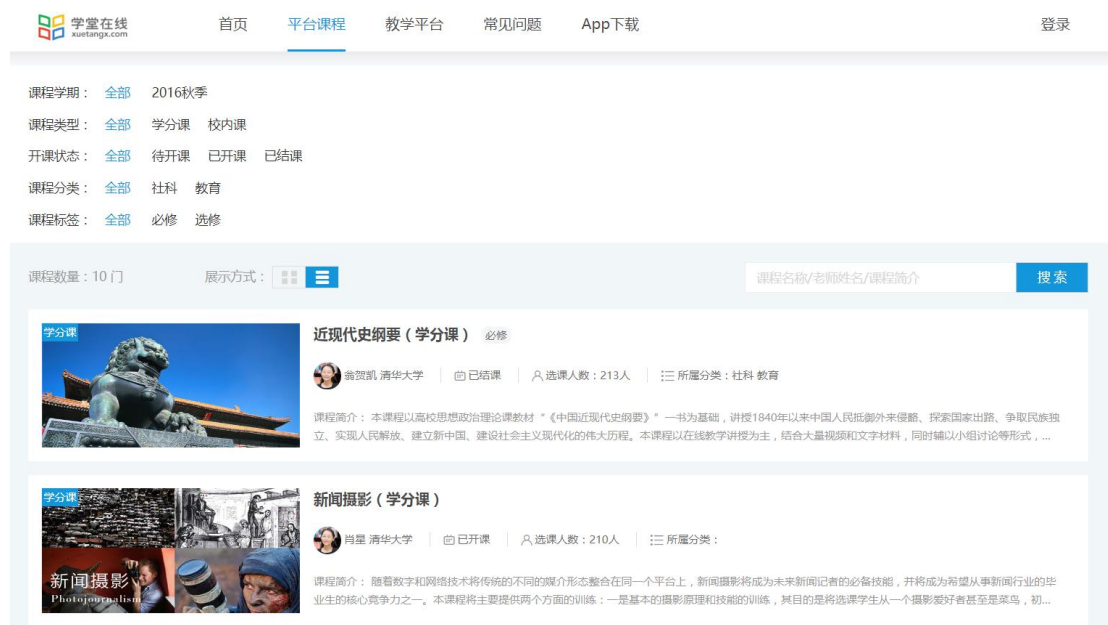 学堂在线
xuetangx.com
首页 平台课程 教学平台 常见问题 App下载 登录
课程学期： 全部 2016秋季
课程类型： 全部 学分课 校内课
开课状态： 全部 待开课 已开课 已结课
课程分类： 全部 社科 教育
课程标签： 全部 必修 选修
课程数量：10 门 展示方式： 课程名称/老师姓名/课程简介 搜索
学分课
近现代史纲要（学分课） 必修
翁贺凯 清华大学 已结课 选课人数：213人 所属分类：社科 教育
课程简介： 本课程以高校思想政治理论课教材 “《中国近现代史纲要》” 一书为基础，讲授1840年以来中国人民抵御外来侵略、探索国家出路、争取民族独
立、实现人民解放、建立新中国、建设社会主义现代化的伟大历程。本课程以在线教学讲授为主，结合大量视频和文字材料，同时辅以小组讨论等形式，...
学分课
新闻摄影
Photojournalism
新闻摄影（学分课）
肖星 清华大学 已开课 选课人数：210人 所属分类：
课程简介： 随着数字和网络技术将传统的不同的媒介形态整合在同一个平台上，新闻摄影将成为未来新闻记者的必备技能，并将成为希望从事新闻行业的毕
业生的核心竞争力之一。本课程将主要提供两个方面的训练：一是基本的摄影原理和技能的训练，其目的是将选课学生从一个摄影爱好者甚至是菜鸟，初...